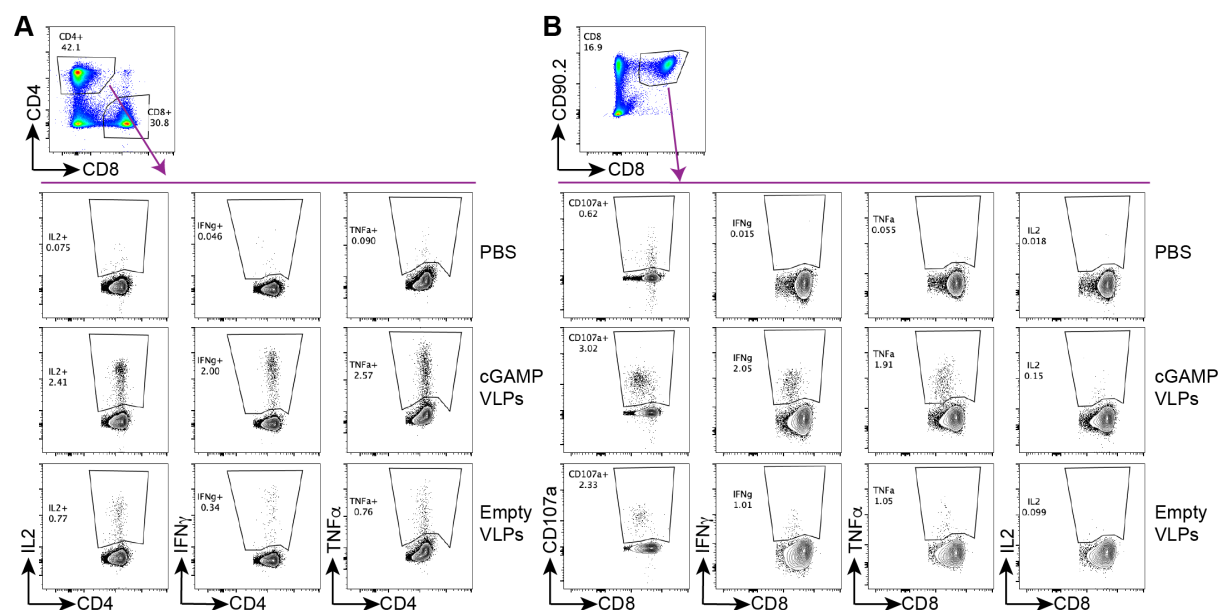 A
B
CD4+
42.1
CD8+
30.8
CD4
CD8
CD8
16.9
CD90.2
CD8
IL2+
0.075
IFNg+
0.046
TNFa+
0.090
CD107a+
0.62
IFNg
0.015
TNFa
0.055
IL2
0.018
PBS
PBS
IL2+
2.41
IFNg+
2.00
TNFa+
2.57
cGAMP
VLPs
CD107a+
3.02
IFNg
2.05
TNFa
1.91
IL2
0.15
cGAMP
VLPs
IL2+
0.77
IFNg+
0.34
TNFa+
0.76
Empty
VLPs
CD107a+
2.33
IFNg
1.01
TNFa
1.05
IL2
0.099
Empty
VLPs
IL2
IFNγ
TNFα
CD107a
IFNγ
TNFα
IL2
CD4
CD4
CD4
CD8
CD8
CD8
CD8